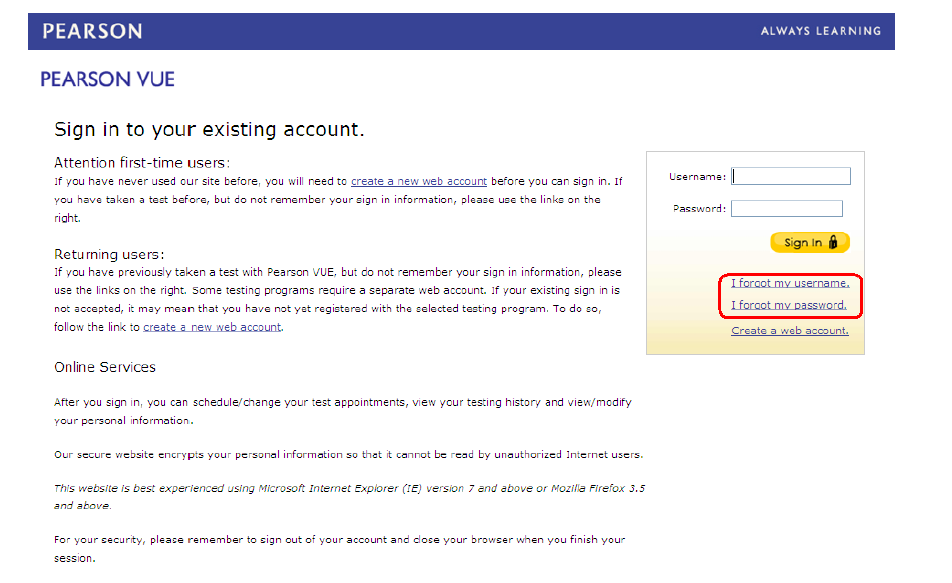 PEARSON
ALWAYS LEARNING
PEARSON VUE
Sign in to your existing account.
Attention first-time users:
If you have never used our site before, you will need to create a new web account before you can sign in. If
you have taken a test before, but do not remember your sign in information, please use the links on the
right.
Returning users:
If you have previously taken a test with Pearson VUE, but do not remember your sign in information, please
use the links on the right. Some testing programs require a separate web account. If your existing sign in is
not accepted, it may mean that you have not yet registered with the selected testing program. To do so,
follow the link to create a new web account.
Online Services
After you sign in, you can schedule/change your test appointments, view your testing history and view/modify
your personal information.
Our secure website encrypts your personal information so that it cannot be read by unauthorized Internet users.
This website is best experienced using Microsoft Internet Explorer (IE) version 7 and above or Mozilla Firefox 3.5
and above.
For your security, please remember to sign out of your account and close your browser when you finish your
session.
Username:
Password:
Sign In
I forgot my username.
I forgot my password.
Create a web account.